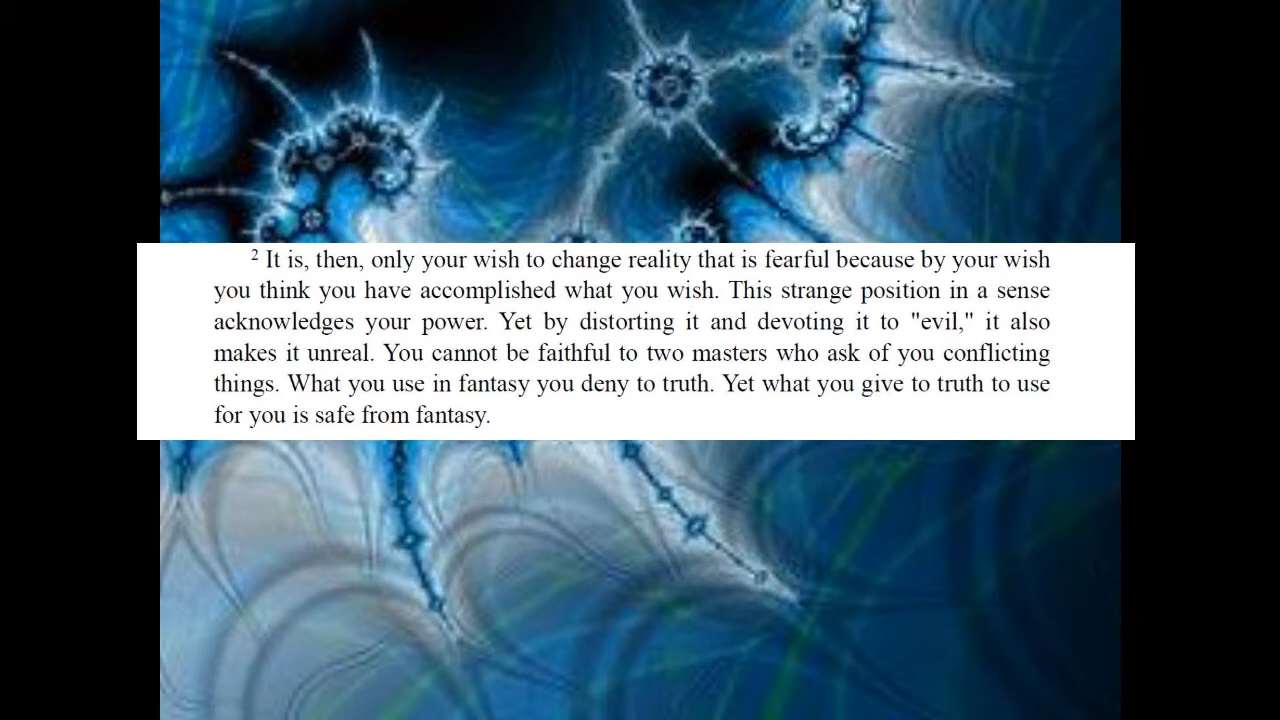 2 It is, then, only your wish to change reality that is fearful because by your wish
you think you have accomplished what you wish. This strange position in a sense
acknowledges your power. Yet by distorting it and devoting it to "evil," it also
makes it unreal. You cannot be faithful to two masters who ask of you conflicting
things. What you use in fantasy you deny to truth. Yet what you give to truth to use
for you is safe from fantasy.